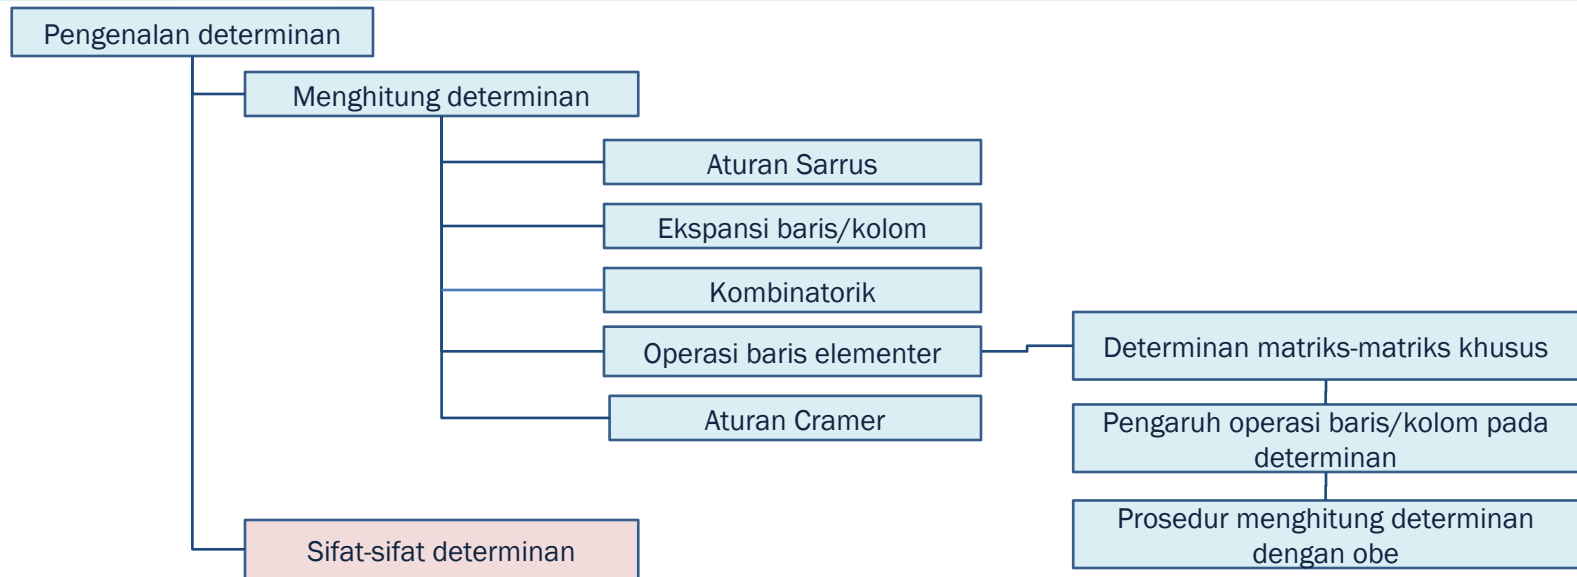 Pengenalan determinan
Menghitung determinan
Aturan Sarrus
Ekspansi baris/kolom
Kombinatorik
Operasi baris elementer
Aturan Cramer
Determinan matriks-matriks khusus
Pengaruh operasi baris/kolom pada
determinan
Prosedur menghitung determinan
dengan obe
Sifat-sifat determinan